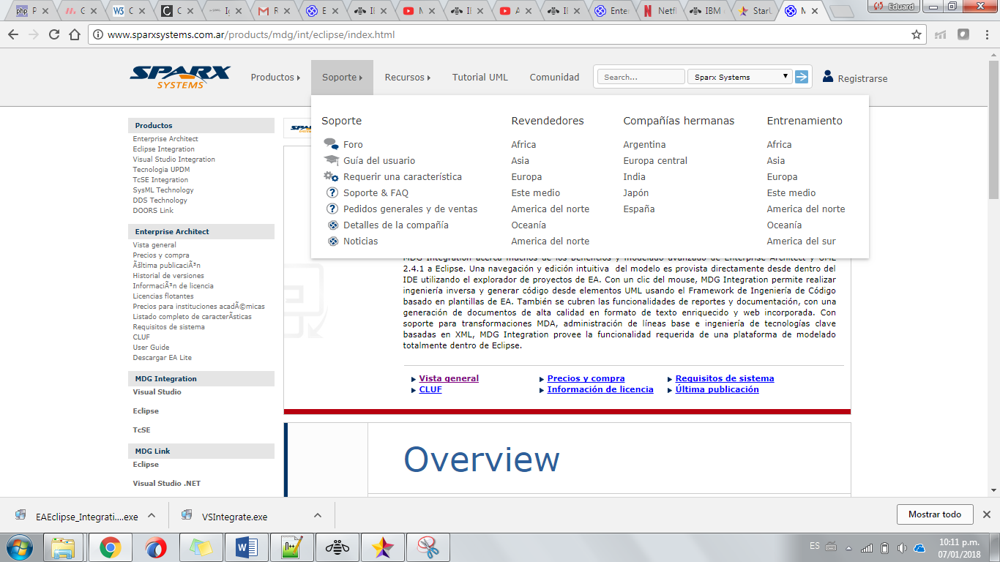 php P
G
W3 C
C C
Ig
R
E
IB
M
IB
A
IB
Ente
Netfl
IBM
Star
M
Eduard
www.sparxsystems.com.ar/products/mdg/int/eclipse/index.html
SPARX SYSTEMS
Productos
Soporte
Recursos
Tutorial UML
Comunidad
Search...
Sparx Systems
Registrarse
Soporte
Foro
Guía del usuario
Requerir una característica
Soporte & FAQ
Pedidos generales y de ventas
Detalles de la compañía
Noticias
Revendedores
Africa
Asia
Europa
Este medio
America del norte
Oceanía
America del norte
Compañías hermanas
Argentina
Europa central
India
Japón
España
Entrenamiento
Africa
Asia
Europa
Este medio
America del norte
Oceanía
America del sur
Productos
Enterprise Architect
Eclipse Integration
Visual Studio Integration
Tecnologia UPDM
TcSE Integration
SysML Technology
DDS Technology
DOORS Link
Enterprise Architect
Vista general
Precios y compra
Ãšltima publicaciÃ³n
Historial de versiones
InformaciÃ³n de licencia
Licencias flotantes
Precios para instituciones acadÃ©micas
Listado completo de caracterÃsticas
Requisitos de sistema
CLUF
User Guide
Descargar EA Lite
MDG Integration
Visual Studio
Eclipse
TcSE
MDG Link
Eclipse
Visual Studio .NET
MDG Integration acerca muchos de los beneficios y modelado avanzado de Enterprise Architect y UML
2.4.1 a Eclipse. Una navegación y edición intuitiva del modelo es provista directamente desde dentro del
IDE utilizando el explorador de proyectos de EA. Con un clic del mouse, MDG Integration permite realizar
ingeniería inversa y generar código desde elementos UML usando el Framework de Ingeniería de Código
basado en plantillas de EA. También se cubren las funcionalidades de reportes y documentación, con una
generación de documentos de alta calidad en formato de texto enriquecido y web incorporada. Con
soporte para transformaciones MDA, administración de líneas base e ingeniería de tecnologías clave
basadas en XML, MDG Integration provee la funcionalidad requerida de una plataforma de modelado
totalmente dentro de Eclipse.
Vista general
Precios y compra
Requisitos de sistema
CLUF
Información de licencia
Última publicación
Overview
EAEclipse_Integrati....exe
VSIntegrate.exe
Mostrar todo
ES
10:11 p.m.
07/01/2018